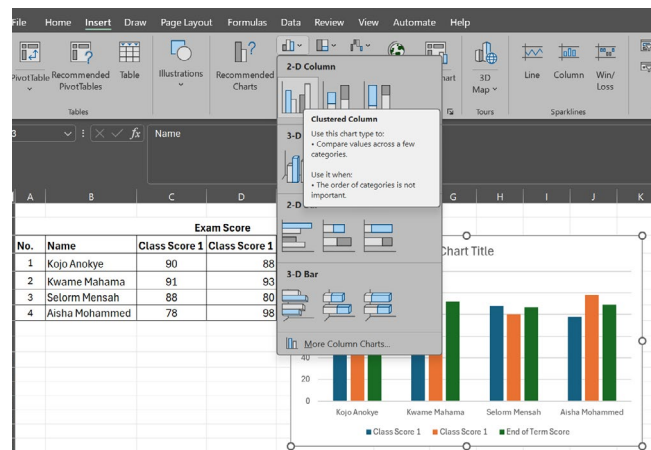 File Home Insert Draw Page Layout Formulas Data Review View Automate Help
PivotTable Recommended PivotTables Table Illustrations Recommended Charts 3D Map Line Column Win/Loss
Tables Tours Sparklines
2-D Column
Clustered Column
Use this chart type to:
• Compare values across a few
categories.
Use it when:
• The order of categories is not
important.
3-D Bar
More Column Charts...
fx Name
A B C D G H I J K
Exam Score
No. Name Class Score 1 Class Score 1
1 Kojo Anokye 90 88
2 Kwame Mahama 91 93
3 Selorm Mensah 88 80
4 Aisha Mohammed 78 98
Chart Title
40
20
0
Kojo Anokye Kwame Mahama Selorm Mensah Aisha Mohammed
Class Score 1 Class Score 1 End of Term Score